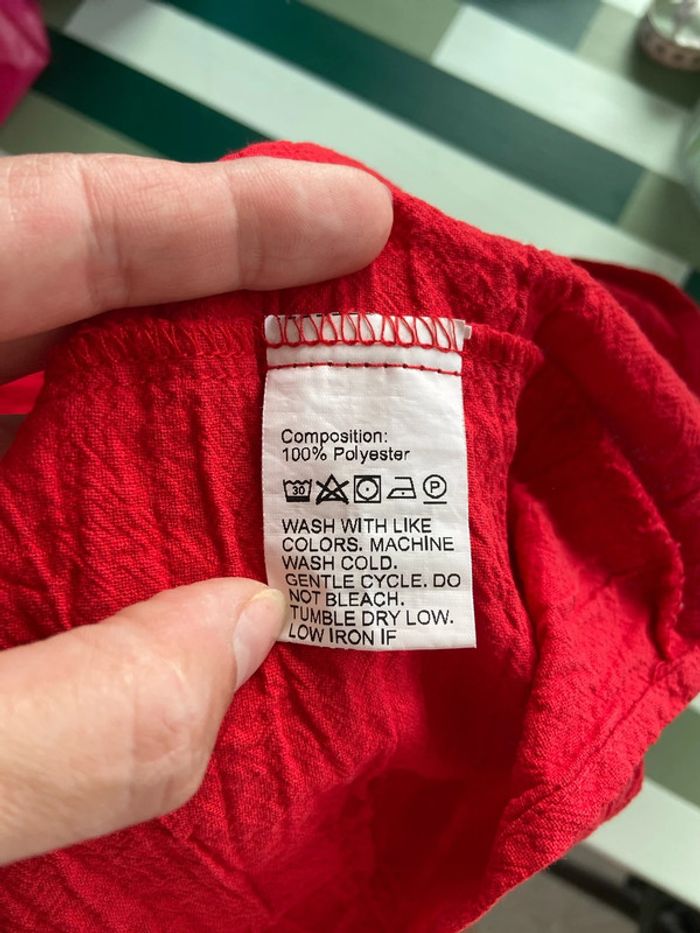 Composition:
100% Polyester
30 P
WASH WITH LIKE
COLORS. MACHINE
WASH COLD.
GENTLE CYCLE. DO
NOT BLEACH.
TUMBLE DRY LOW.
LOW IRON IF